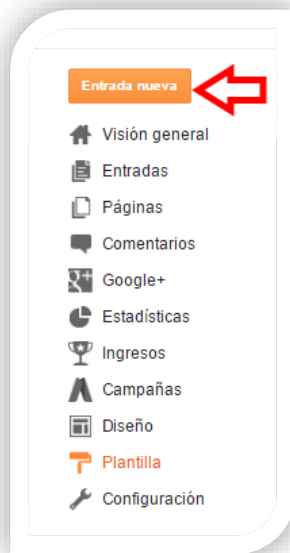 Entrada nueva
Visión general
Entradas
Páginas
Comentarios
Google+
Estadísticas
Ingresos
Campañas
Diseño
Plantilla
Configuración